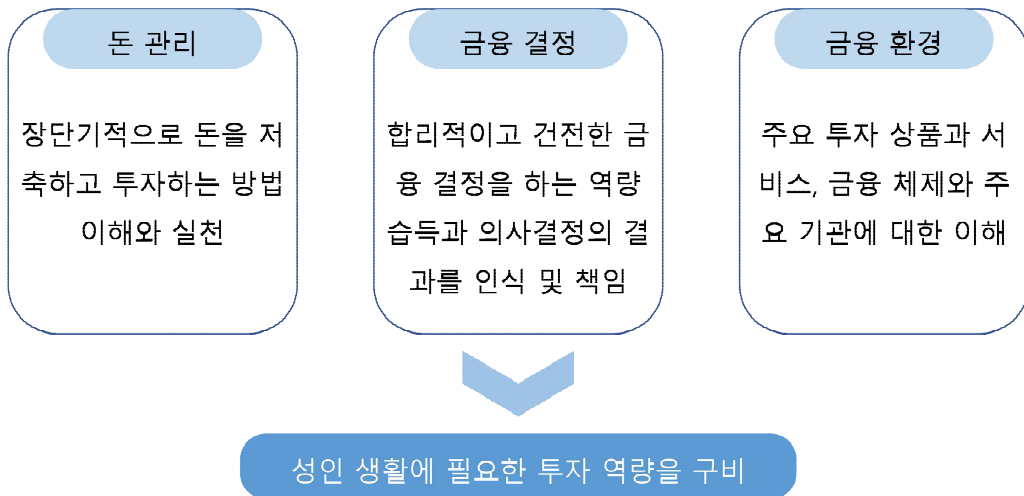 돈 관리
장단기적으로 돈을 저
축하고 투자하는 방법
이해와 실천
금융 결정
합리적이고 건전한 금
융 결정을 하는 역량
습득과 의사결정의 결
과를 인식 및 책임
금융 환경
주요 투자 상품과 서
비스, 금융 체제와 주
요 기관에 대한 이해
성인 생활에 필요한 투자 역량을 구비